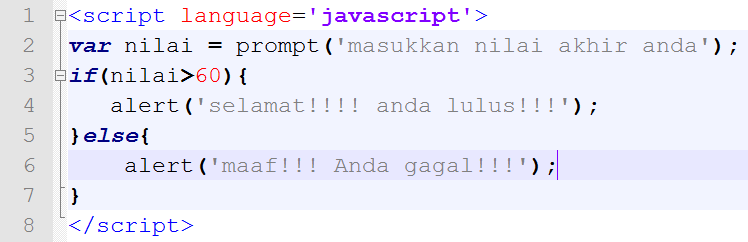 1 <script language='javascript'>
2 var nilai = prompt('masukkan nilai akhir anda');
3 if(nilai>60){
4 alert('selamat!!!! anda lulus!!!');
5 }else{
6 alert('maaf!!! Anda gagal!!!');
7 }
8 </script>